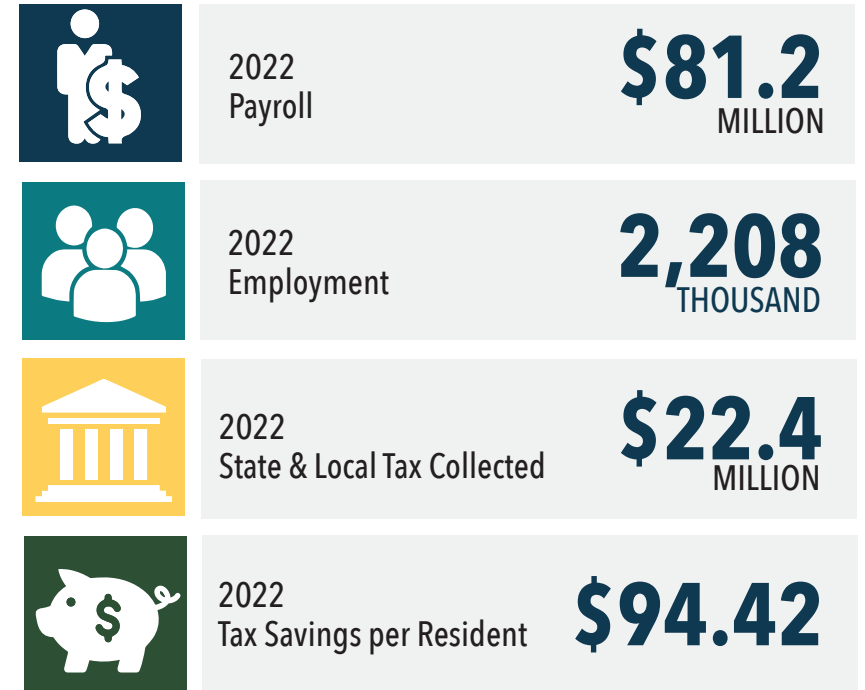 2022
Payroll
$81.2
MILLION
2022
Employment
2,208
THOUSAND
2022
State & Local Tax Collected
$22.4
MILLION
2022
Tax Savings per Resident
$94.42
$
$